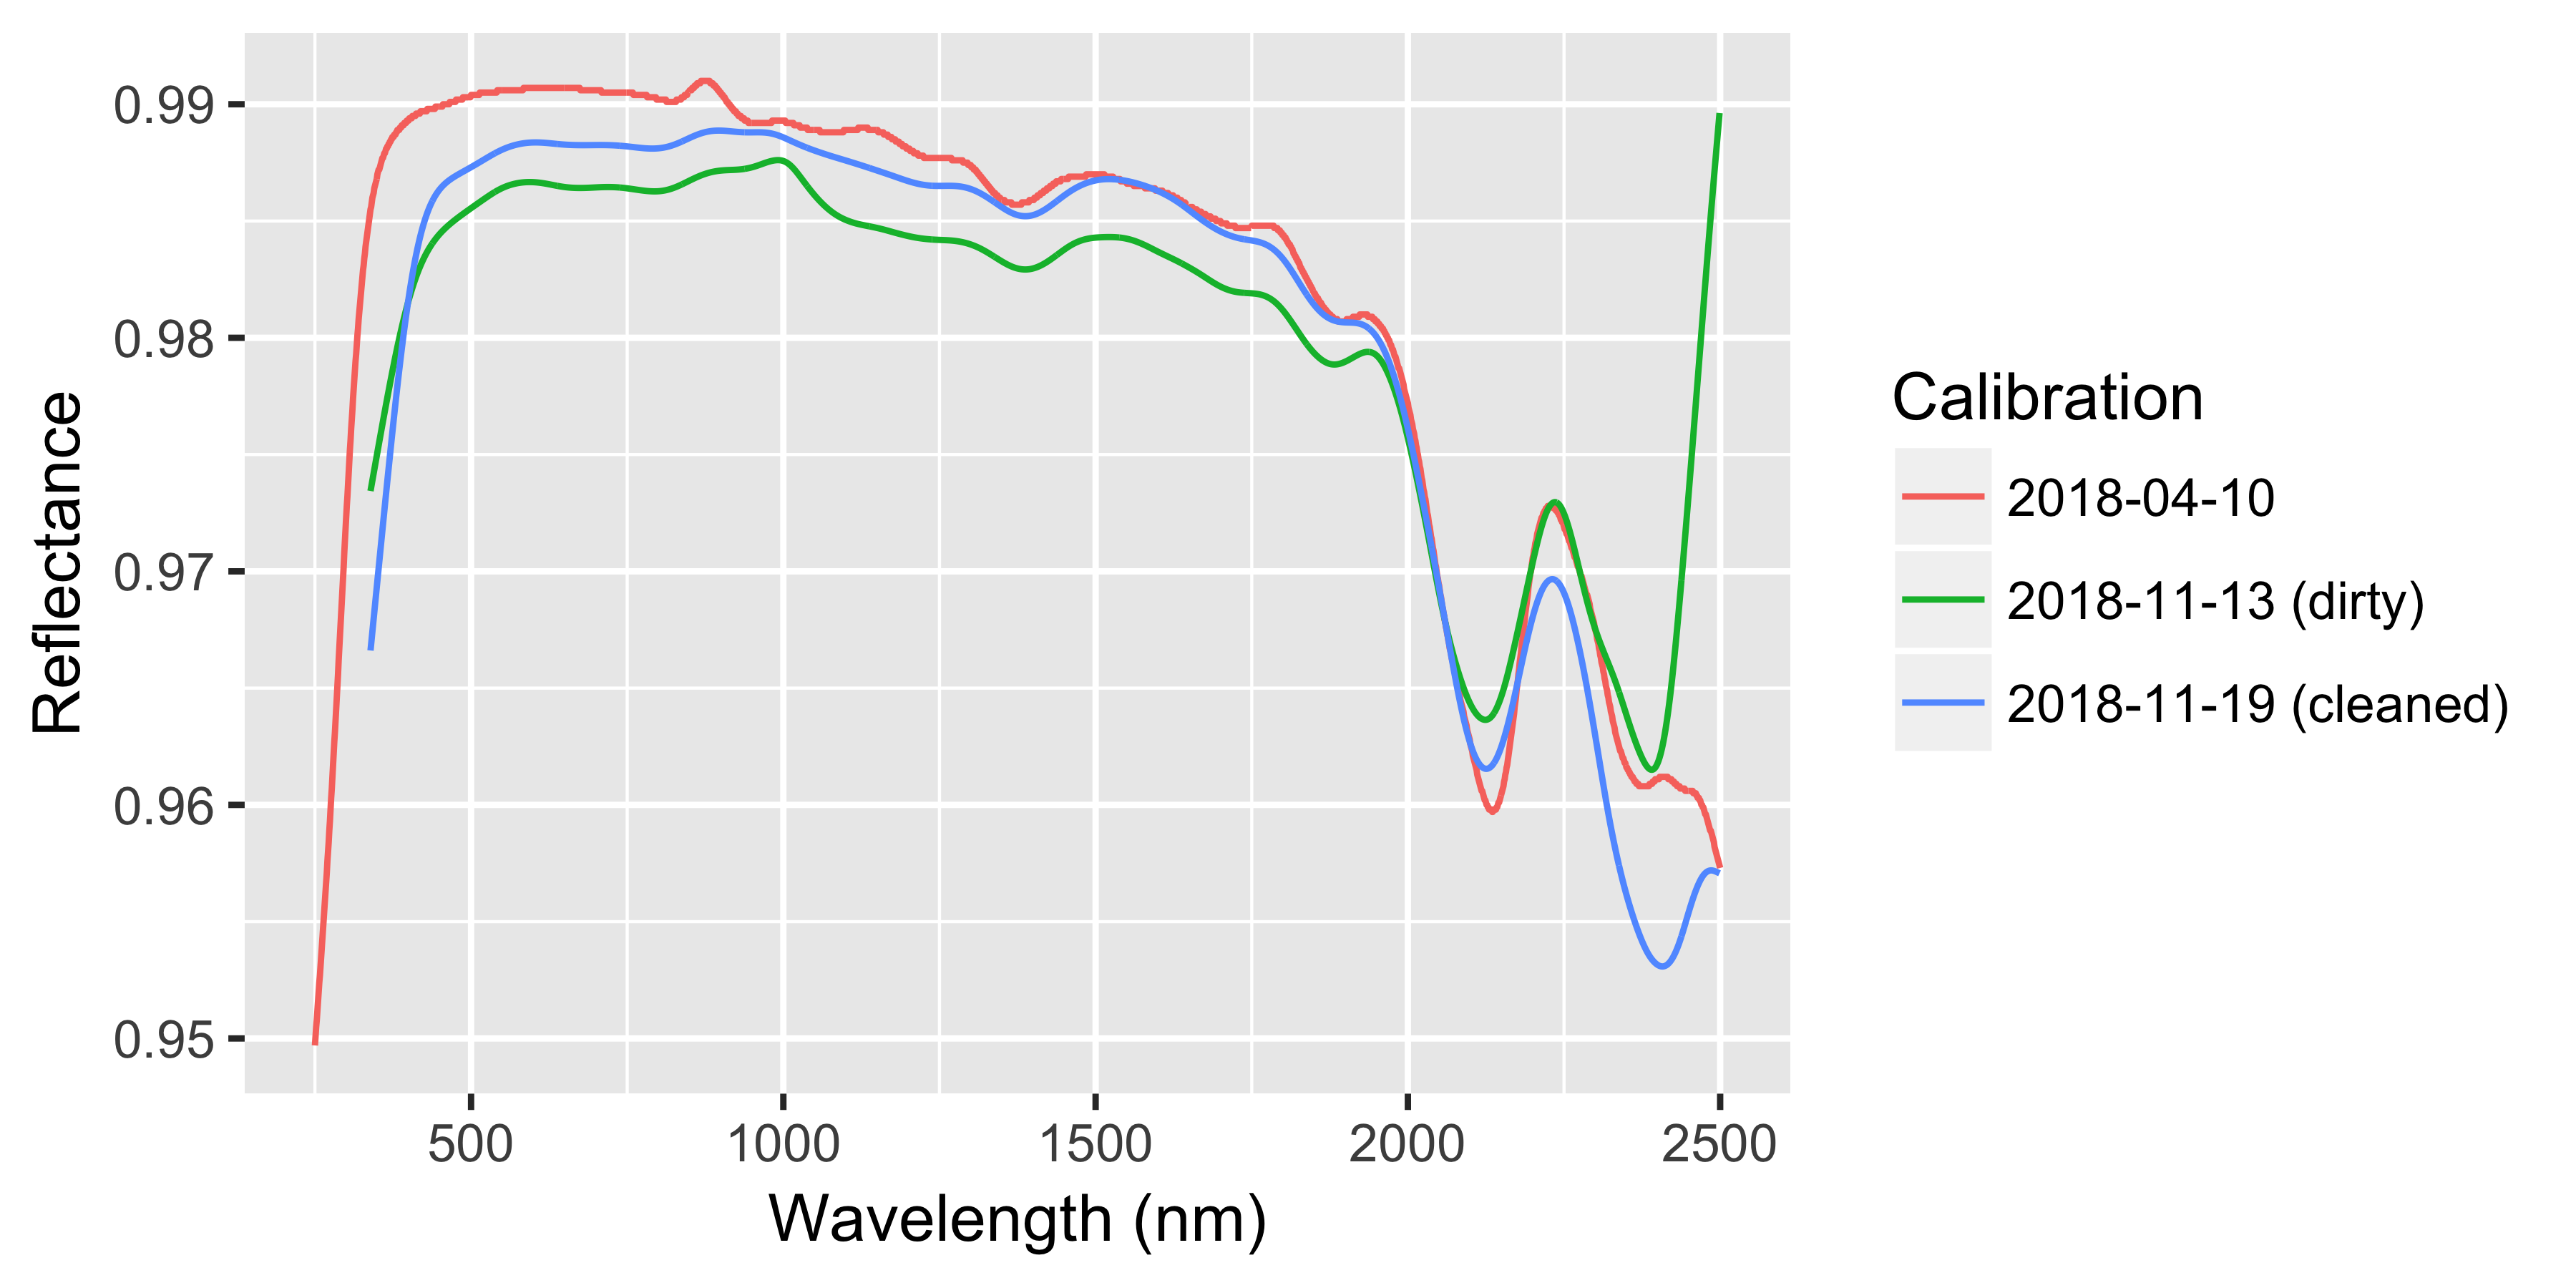 0.99
0.98
0.97
0.96
0.95
Reflectance
500 1000 1500 2000 2500
Wavelength (nm)
Calibration
2018-04-10
2018-11-13 (dirty)
2018-11-19 (cleaned)